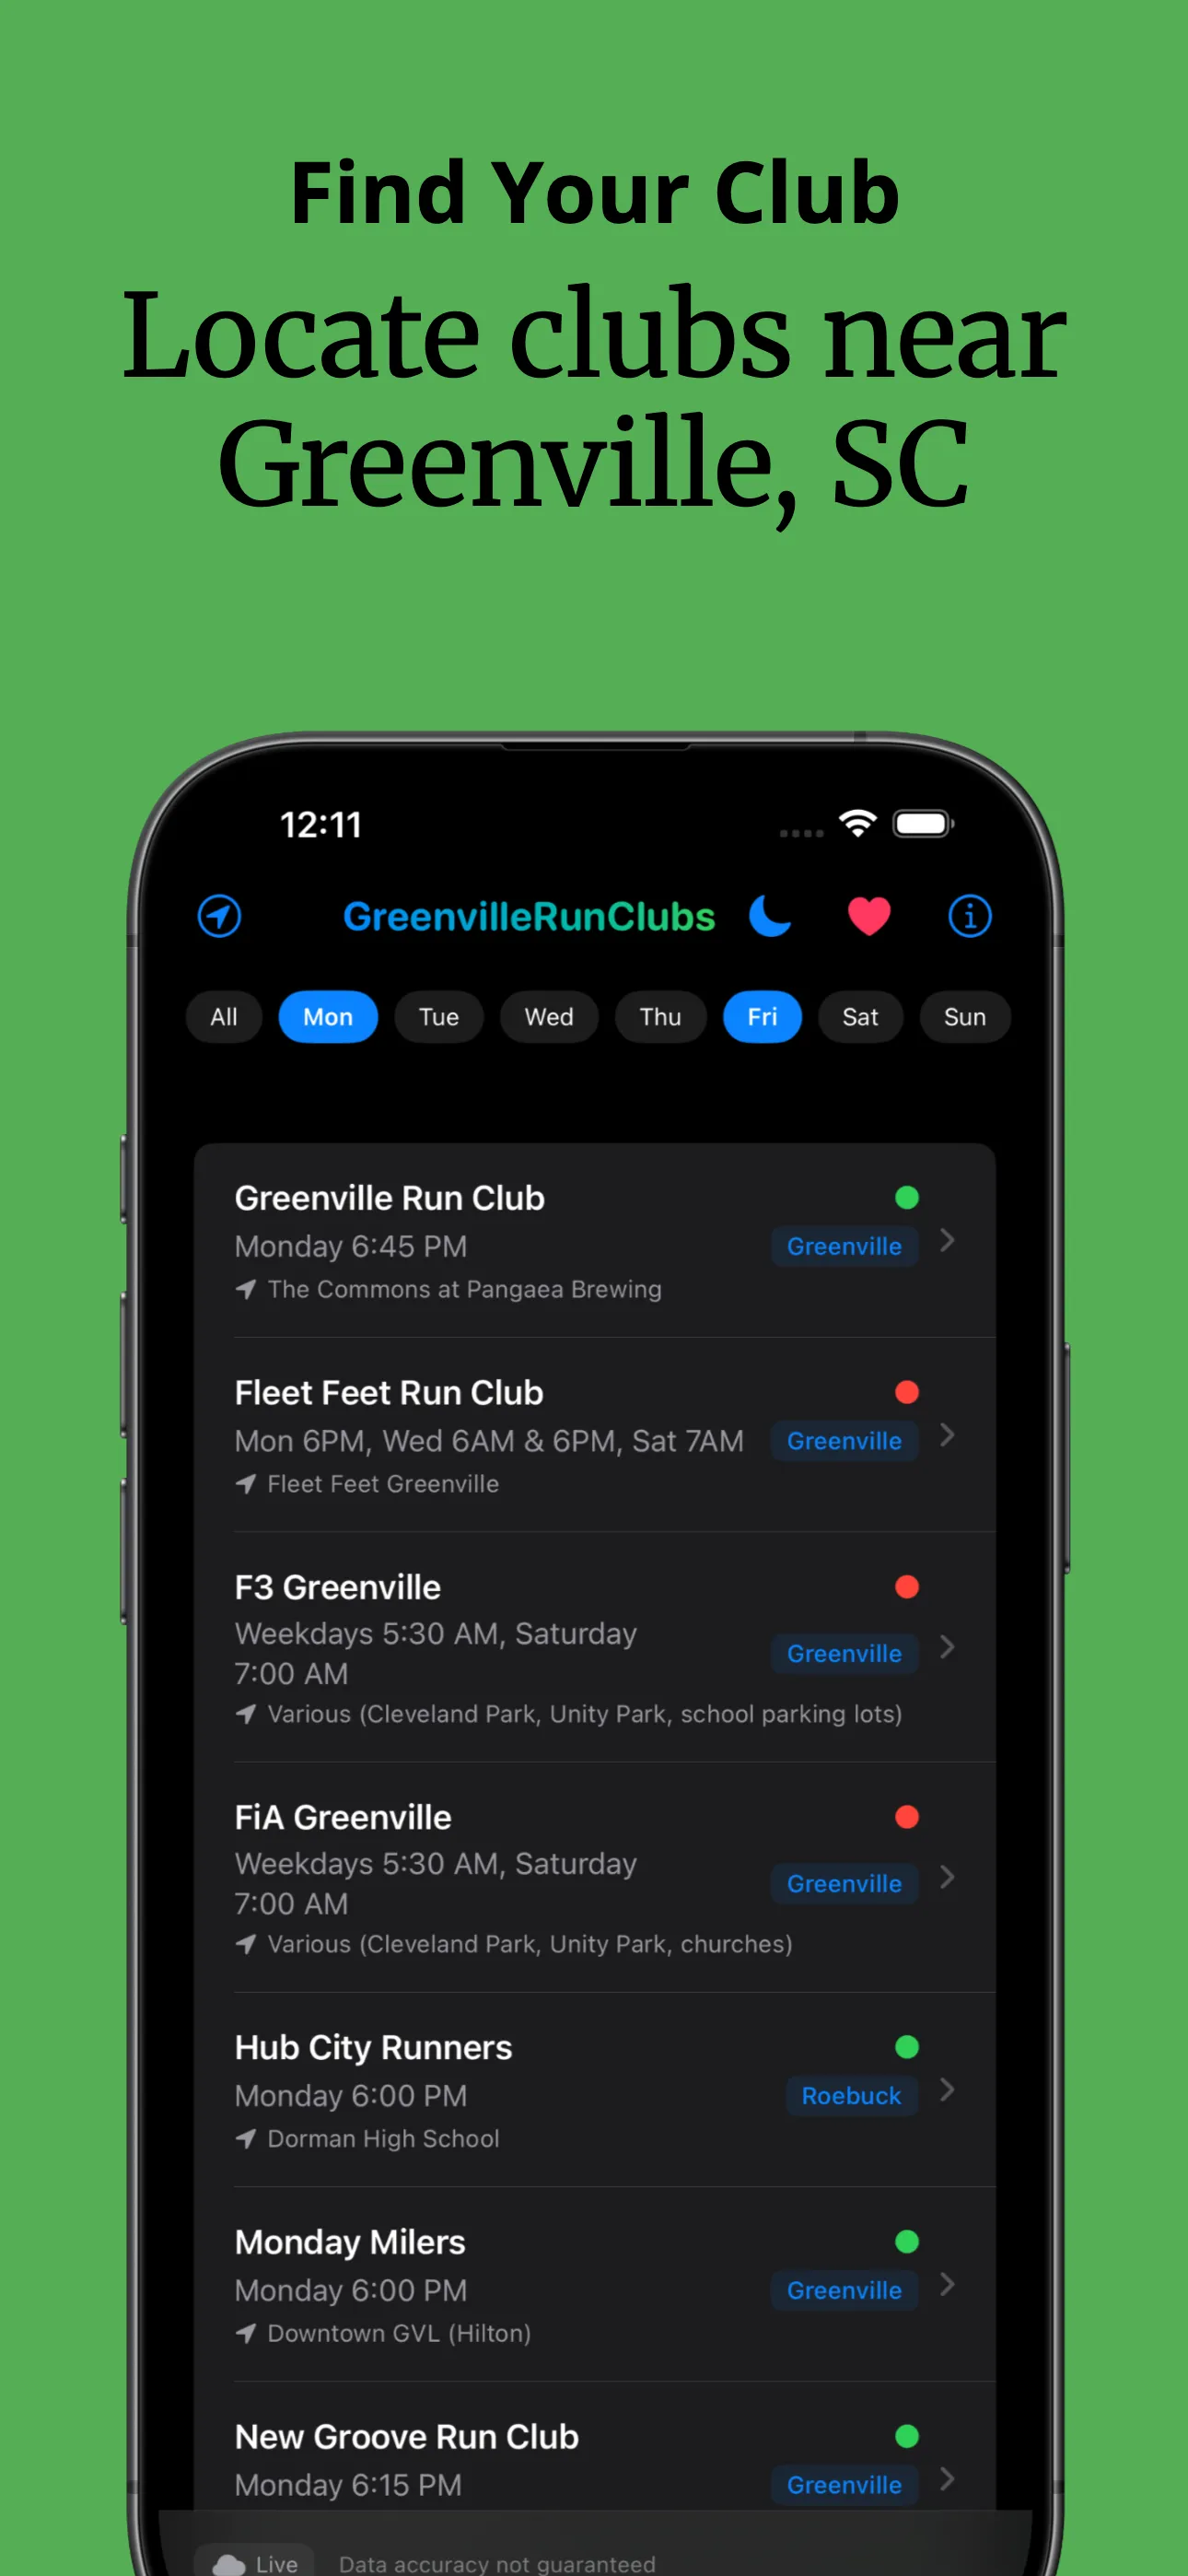 Find Your Club
Locate clubs near
Greenville, SC
12:11
GreenvilleRunClubs
All Mon Tue Wed Thu Fri Sat Sun
Greenville Run Club
Monday 6:45 PM Greenville
The Commons at Pangaea Brewing
Fleet Feet Run Club
Mon 6PM, Wed 6AM & 6PM, Sat 7AM Greenville
Fleet Feet Greenville
F3 Greenville
Weekdays 5:30 AM, Saturday
7:00 AM
Greenville
Various (Cleveland Park, Unity Park, school parking lots)
FiA Greenville
Weekdays 5:30 AM, Saturday
7:00 AM
Greenville
Various (Cleveland Park, Unity Park, churches)
Hub City Runners
Monday 6:00 PM Roebuck
Dorman High School
Monday Milers
Monday 6:00 PM Greenville
Downtown GVL (Hilton)
New Groove Run Club
Monday 6:15 PM Greenville
Live Data accuracy not guaranteed